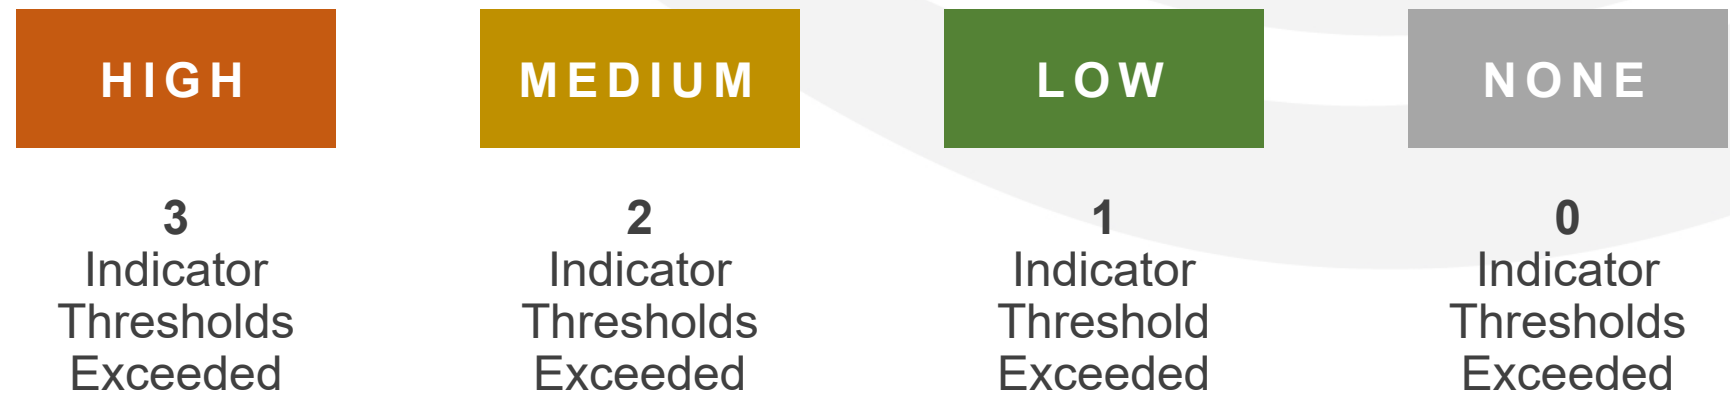 HIGH
3
Indicator
Thresholds
Exceeded
MEDIUM
2
Indicator
Thresholds
Exceeded
LOW
1
Indicator
Threshold
Exceeded
NONE
0
Indicator
Thresholds
Exceeded